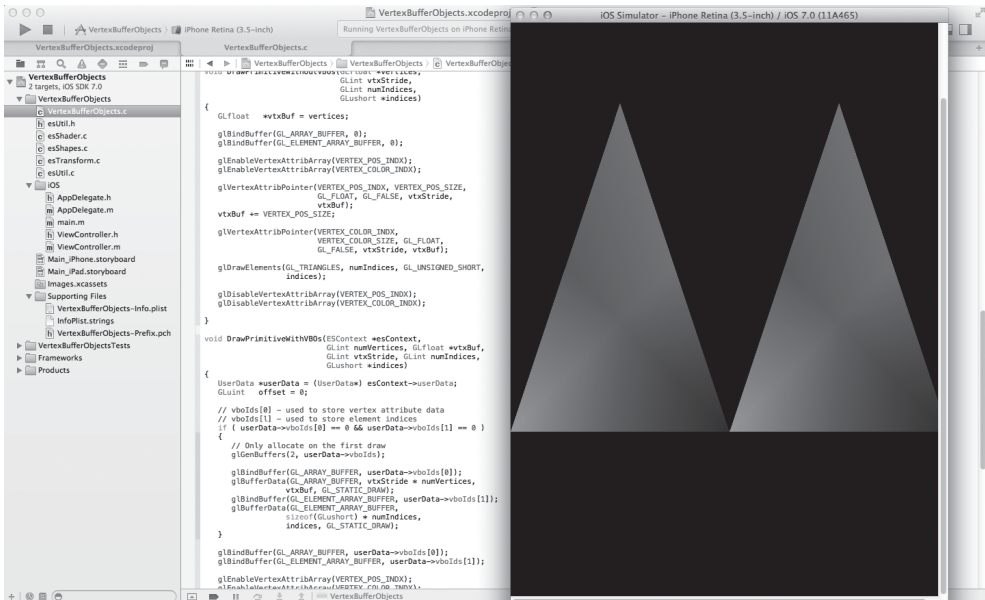 VertexBufferObjects.xcodeproj
iOS Simulator – iPhone Retina (3.5-inch) / iOS 7.0 (11A465)
VertexBufferObjects
iPhone Retina (3.5-inch)
Running VertexBufferObjects on iPhone Retina
VertexBufferObjects.xcodeproj
VertexBufferObjects.c
VertexBufferObjects
VertexBufferObjects
VertexBufferObjects
2 targets, iOS SDK 7.0
VertexBufferObjects
VertexBufferObjects.c
h esUtil.h
c esShader.c
c esShapes.c
c esTransform.c
c esUtil.c
iOS
h AppDelegate.h
m AppDelegate.m
m main.m
h ViewController.h
m ViewController.m
Main_iPhone.storyboard
Main_iPad.storyboard
Images.xcassets
Supporting Files
VertexBufferObjects-Info.plist
InfoPlist.strings
h VertexBufferObjects-Prefix.pch
VertexBufferObjectsTests
Frameworks
Products
void DrawPrimitiveWithoutVBOs(GLfloat *vertices,
GLint vtxStride,
GLint numIndices,
GLushort *indices)
{
GLfloat *vtxBuf = vertices;
glBindBuffer(GL_ARRAY_BUFFER, 0);
glBindBuffer(GL_ELEMENT_ARRAY_BUFFER, 0);
glEnableVertexAttribArray(VERTEX_POS_INDX);
glEnableVertexAttribArray(VERTEX_COLOR_INDX);
glVertexAttribPointer(VERTEX_POS_INDX, VERTEX_POS_SIZE,
GL_FLOAT, GL_FALSE, vtxStride,
vtxBuf);
vtxBuf += VERTEX_POS_SIZE;
glVertexAttribPointer(VERTEX_COLOR_INDX,
VERTEX_COLOR_SIZE, GL_FLOAT,
GL_FALSE, vtxStride, vtxBuf);
glDrawElements(GL_TRIANGLES, numIndices, GL_UNSIGNED_SHORT,
indices);
glDisableVertexAttribArray(VERTEX_POS_INDX);
glDisableVertexAttribArray(VERTEX_COLOR_INDX);
}
void DrawPrimitiveWithVBOs(ESContext *esContext,
GLint numVertices, GLfloat *vtxBuf,
GLint vtxStride, GLint numIndices,
GLushort *indices)
{
UserData *userData = (UserData*) esContext->userData;
GLuint offset = 0;
// vboIds[0] – used to store vertex attribute data
// vboIds[l] – used to store element indices
if ( userData->vboIds[0] == 0 && userData->vboIds[1] == 0 )
{
// Only allocate on the first draw
glGenBuffers(2, userData->vboIds);
glBindBuffer(GL_ARRAY_BUFFER, userData->vboIds[0]);
glBufferData(GL_ARRAY_BUFFER, vtxStride * numVertices,
vtxBuf, GL_STATIC_DRAW);
glBindBuffer(GL_ELEMENT_ARRAY_BUFFER, userData->vboIds[1]);
glBufferData(GL_ELEMENT_ARRAY_BUFFER,
sizeof(GLushort) * numIndices,
indices, GL_STATIC_DRAW);
}
glBindBuffer(GL_ARRAY_BUFFER, userData->vboIds[0]);
glBindBuffer(GL_ELEMENT_ARRAY_BUFFER, userData->vboIds[1]);
glEnableVertexAttribArray(VERTEX_POS_INDX);
glEnableVertexAttribArray(VERTEX_COLOR_INDX);
VertexBufferObjects